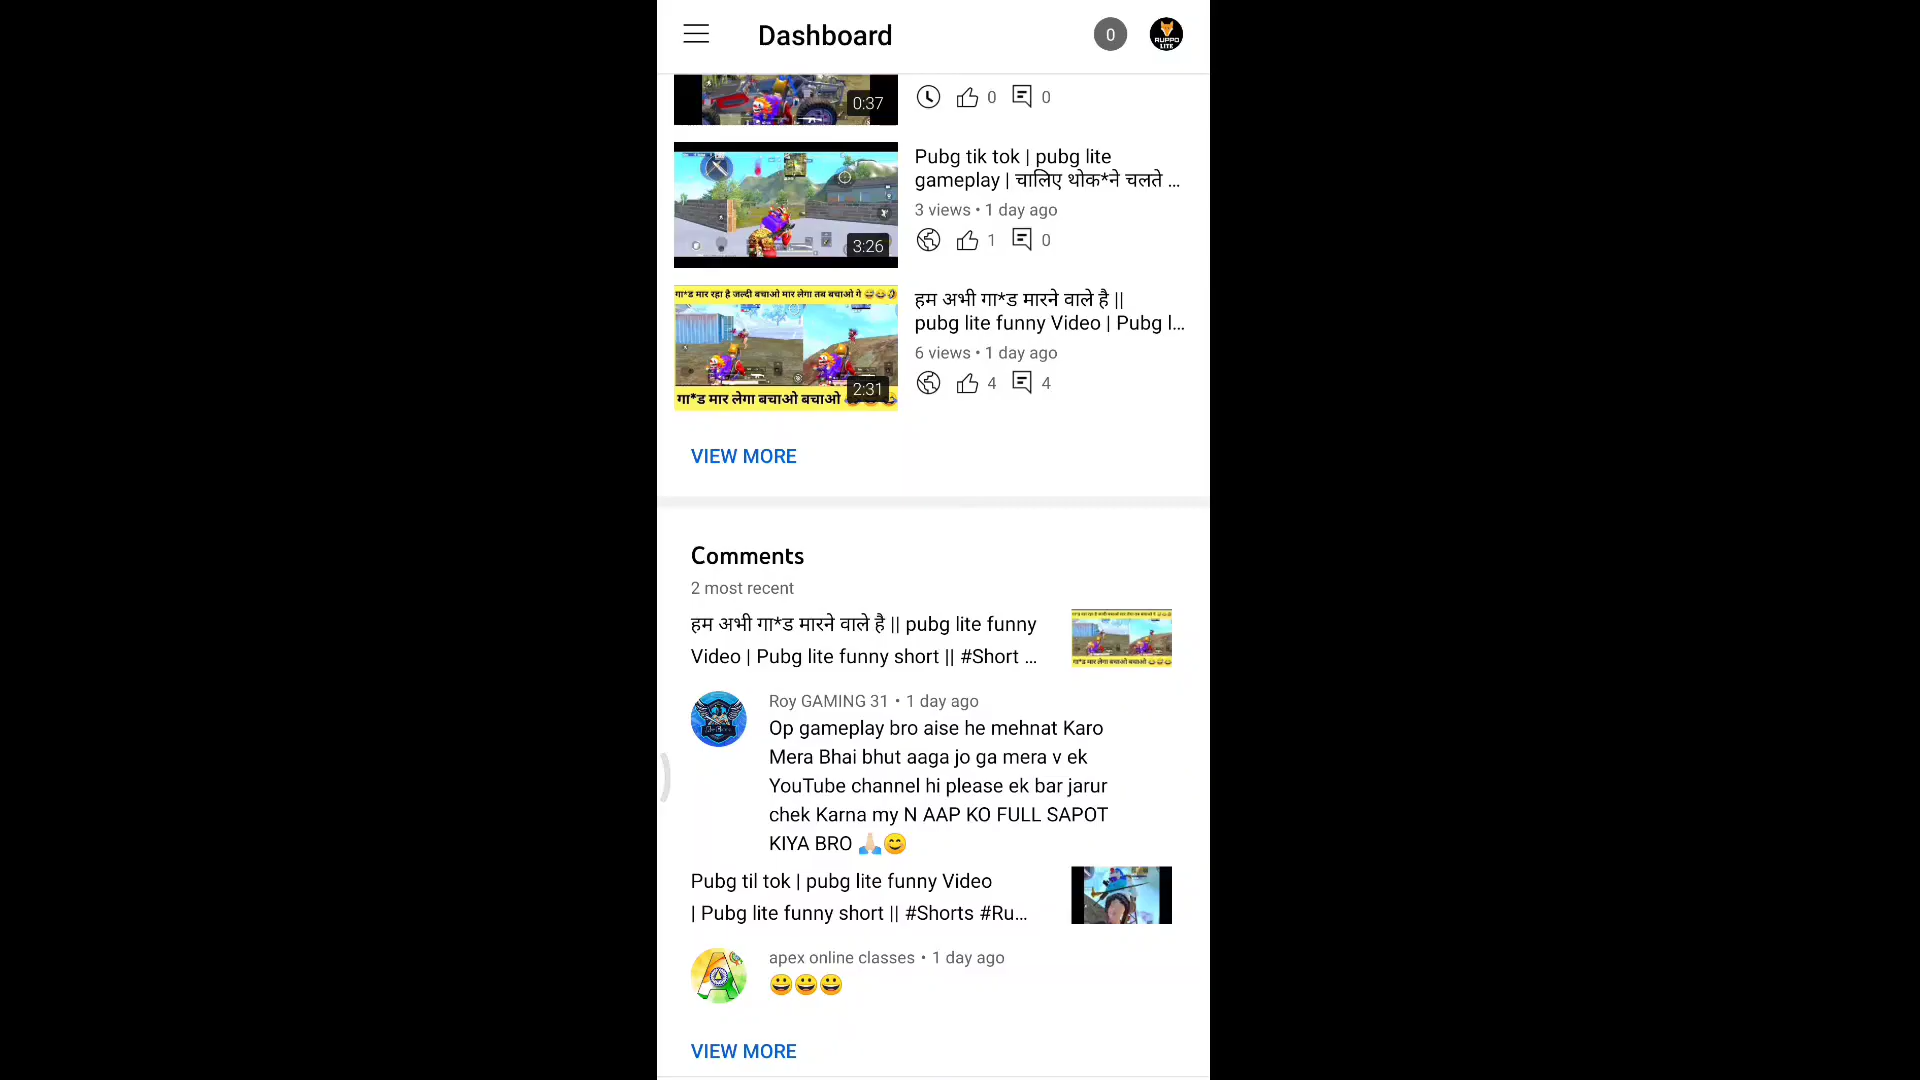 Dashboard
0
RUPPO
LITE
0:37
0
0
Pubg tik tok | pubg lite
gameplay | चालिए थोक*ने चलते ...
3 views • 1 day ago
1
0
3:26
गा*ड मार रहा है जल्दी बचाओ मार लेगा तब बचाओ गे 😅😂🤣
हम अभी गा*ड मारने वाले है ||
pubg lite funny Video | Pubg l...
6 views • 1 day ago
4
4
2:31
गा*ड मार लेगा बचाओ बचाओ
VIEW MORE
Comments
2 most recent
हम अभी गा*ड मारने वाले है || pubg lite funny
Video | Pubg lite funny short || #Short ...
Roy GAMING 31 • 1 day ago
Op gameplay bro aise he mehnat Karo
Mera Bhai bhut aaga jo ga mera v ek
YouTube channel hi please ek bar jarur
chek Karna my N AAP KO FULL SAPOT
KIYA BRO 🙏🏻😊
Pubg til tok | pubg lite funny Video
| Pubg lite funny short || #Shorts #Ru...
apex online classes • 1 day ago
😀😀😀
VIEW MORE